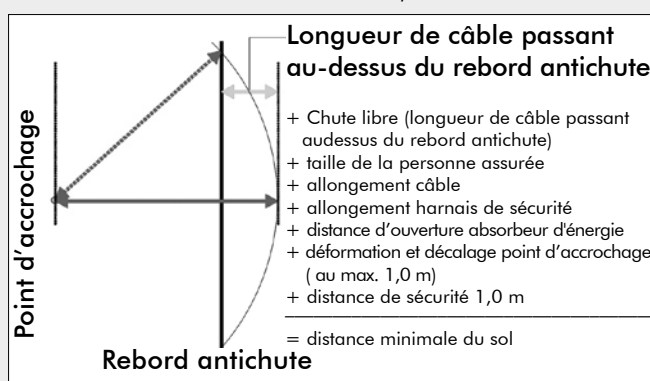 Longueur de câble passant
au-dessus du rebord antichute
+ Chute libre (longueur de câble passant
audessus du rebord antichute)
+ taille de la personne assurée
+ allongement câble
+ allongement harnais de sécurité
+ distance d'ouverture absorbeur d'énergie
+ déformation et décalage point d'accrochage
( au max. 1,0 m)
+ distance de sécurité 1,0 m
= distance minimale du sol
Point d'accrochage
Rebord antichute